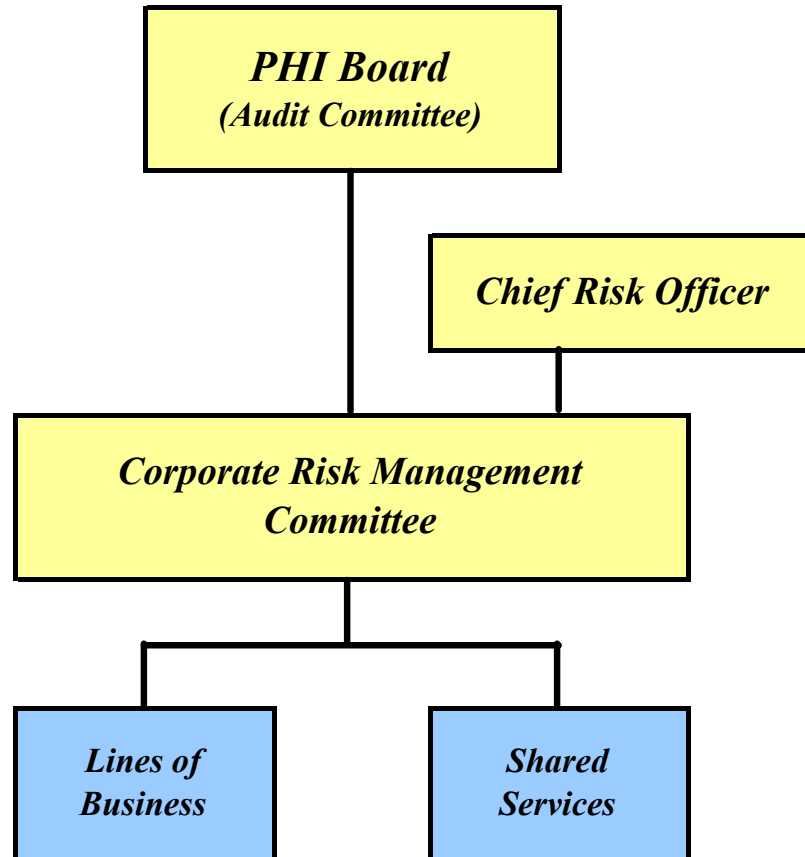 PHI Board
(Audit Committee)
Chief Risk Officer
Corporate Risk Management
Committee
Lines of
Business
Shared
Services